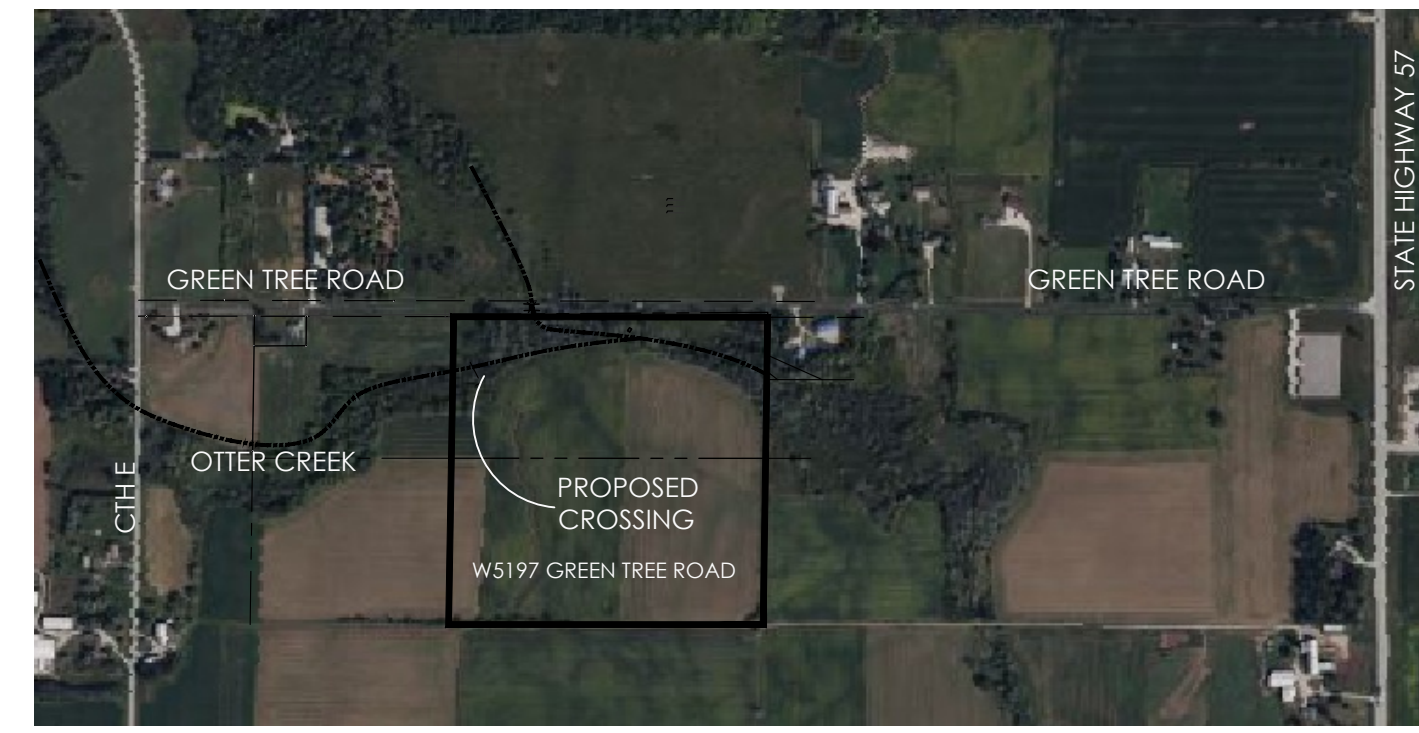 STATE HIGHWAY 57
GREEN TREE ROAD
GREEN TREE ROAD
OTTER CREEK
CTH E
PROPOSED
CROSSING
W5197 GREEN TREE ROAD